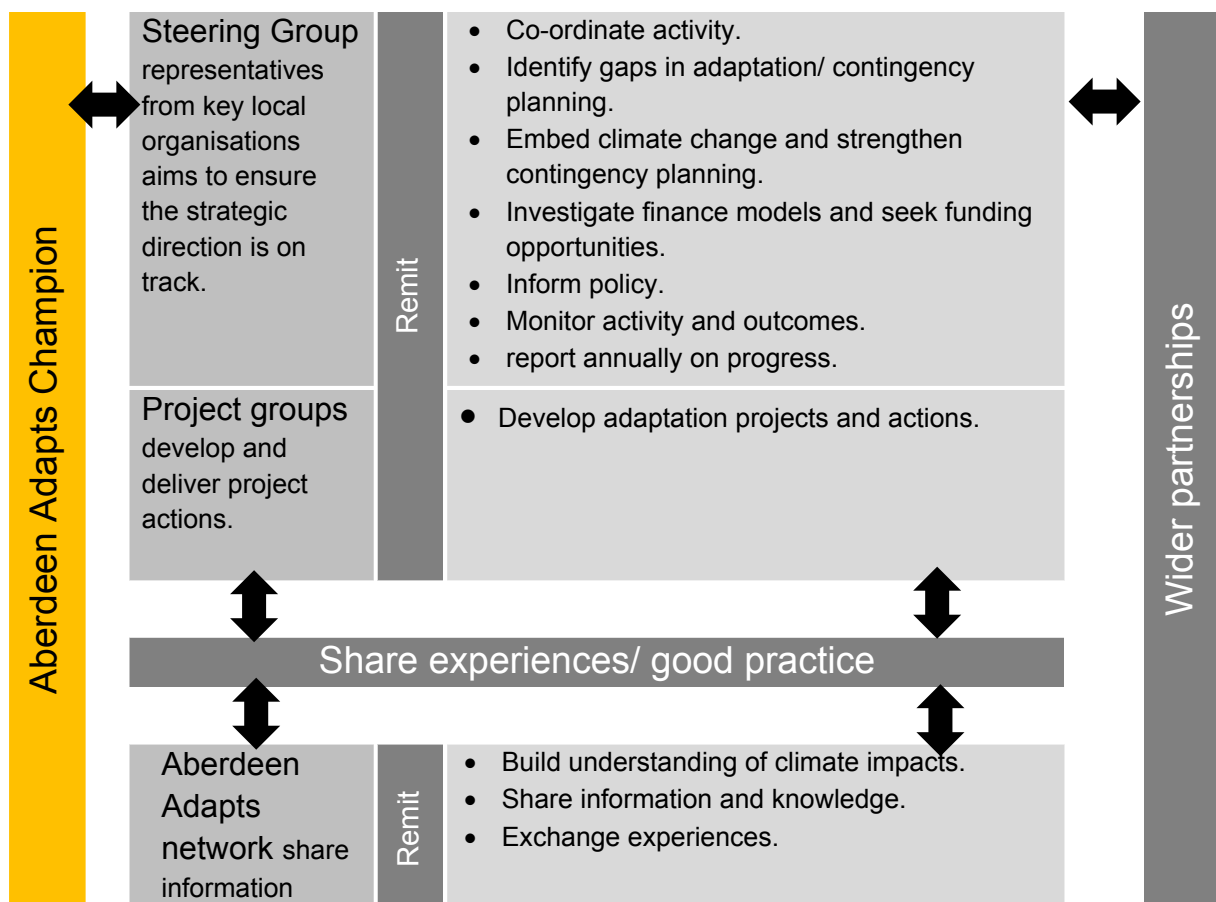 Aberdeen Adapts Champion
Steering Group
representatives
from key local
organisations
aims to ensure
the strategic
direction is on
track.
Remit
• Co-ordinate activity.
• Identify gaps in adaptation/ contingency
planning.
• Embed climate change and strengthen
contingency planning.
• Investigate finance models and seek funding
opportunities.
• Inform policy.
• Monitor activity and outcomes.
• report annually on progress.
Project groups
develop and
deliver project
actions.
• Develop adaptation projects and actions.
Share experiences/ good practice
Aberdeen
Adapts
network share
information
Remit
• Build understanding of climate impacts.
• Share information and knowledge.
• Exchange experiences.
Wider partnerships